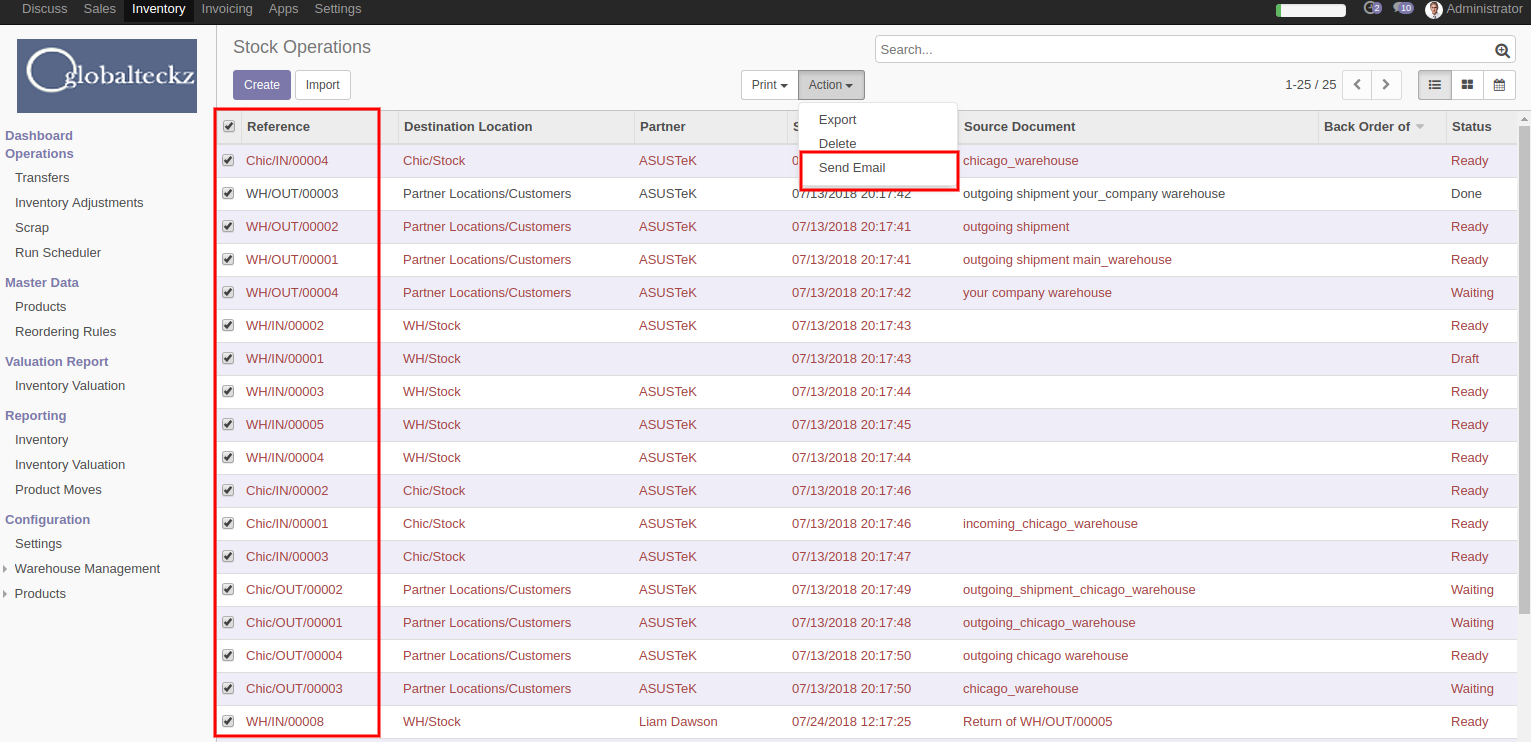 Discuss Sales Inventory Invoicing Apps Settings 2 10 Administrator
globalteckz
Dashboard
Operations
Transfers
Inventory Adjustments
Scrap
Run Scheduler
Master Data
Products
Reordering Rules
Valuation Report
Inventory Valuation
Reporting
Inventory
Inventory Valuation
Product Moves
Configuration
Settings
Warehouse Management
Products
Stock Operations
Search...
Create Import Print Action 1-25 / 25
Export
Delete
Send Email
Reference Destination Location Partner S Source Document Back Order of Status
Chic/IN/00004 Chic/Stock ASUSTeK 0 chicago_warehouse Ready
WH/OUT/00003 Partner Locations/Customers ASUSTeK 07/13/2018 20:17:42 outgoing shipment your_company warehouse Done
WH/OUT/00002 Partner Locations/Customers ASUSTeK 07/13/2018 20:17:41 outgoing shipment Ready
WH/OUT/00001 Partner Locations/Customers ASUSTeK 07/13/2018 20:17:41 outgoing shipment main_warehouse Ready
WH/OUT/00004 Partner Locations/Customers ASUSTeK 07/13/2018 20:17:42 your company warehouse Waiting
WH/IN/00002 WH/Stock ASUSTeK 07/13/2018 20:17:43 Ready
WH/IN/00001 WH/Stock 07/13/2018 20:17:43 Draft
WH/IN/00003 WH/Stock ASUSTeK 07/13/2018 20:17:44 Ready
WH/IN/00005 WH/Stock ASUSTeK 07/13/2018 20:17:45 Ready
WH/IN/00004 WH/Stock ASUSTeK 07/13/2018 20:17:44 Ready
Chic/IN/00002 Chic/Stock ASUSTeK 07/13/2018 20:17:46 Ready
Chic/IN/00001 Chic/Stock ASUSTeK 07/13/2018 20:17:46 incoming_chicago_warehouse Ready
Chic/IN/00003 Chic/Stock ASUSTeK 07/13/2018 20:17:47 Ready
Chic/OUT/00002 Partner Locations/Customers ASUSTeK 07/13/2018 20:17:49 outgoing_shipment_chicago_warehouse Waiting
Chic/OUT/00001 Partner Locations/Customers ASUSTeK 07/13/2018 20:17:48 outgoing_chicago_warehouse Waiting
Chic/OUT/00004 Partner Locations/Customers ASUSTeK 07/13/2018 20:17:50 outgoing chicago warehouse Ready
Chic/OUT/00003 Partner Locations/Customers ASUSTeK 07/13/2018 20:17:50 chicago_warehouse Waiting
WH/IN/00008 WH/Stock Liam Dawson 07/24/2018 12:17:25 Return of WH/OUT/00005 Ready